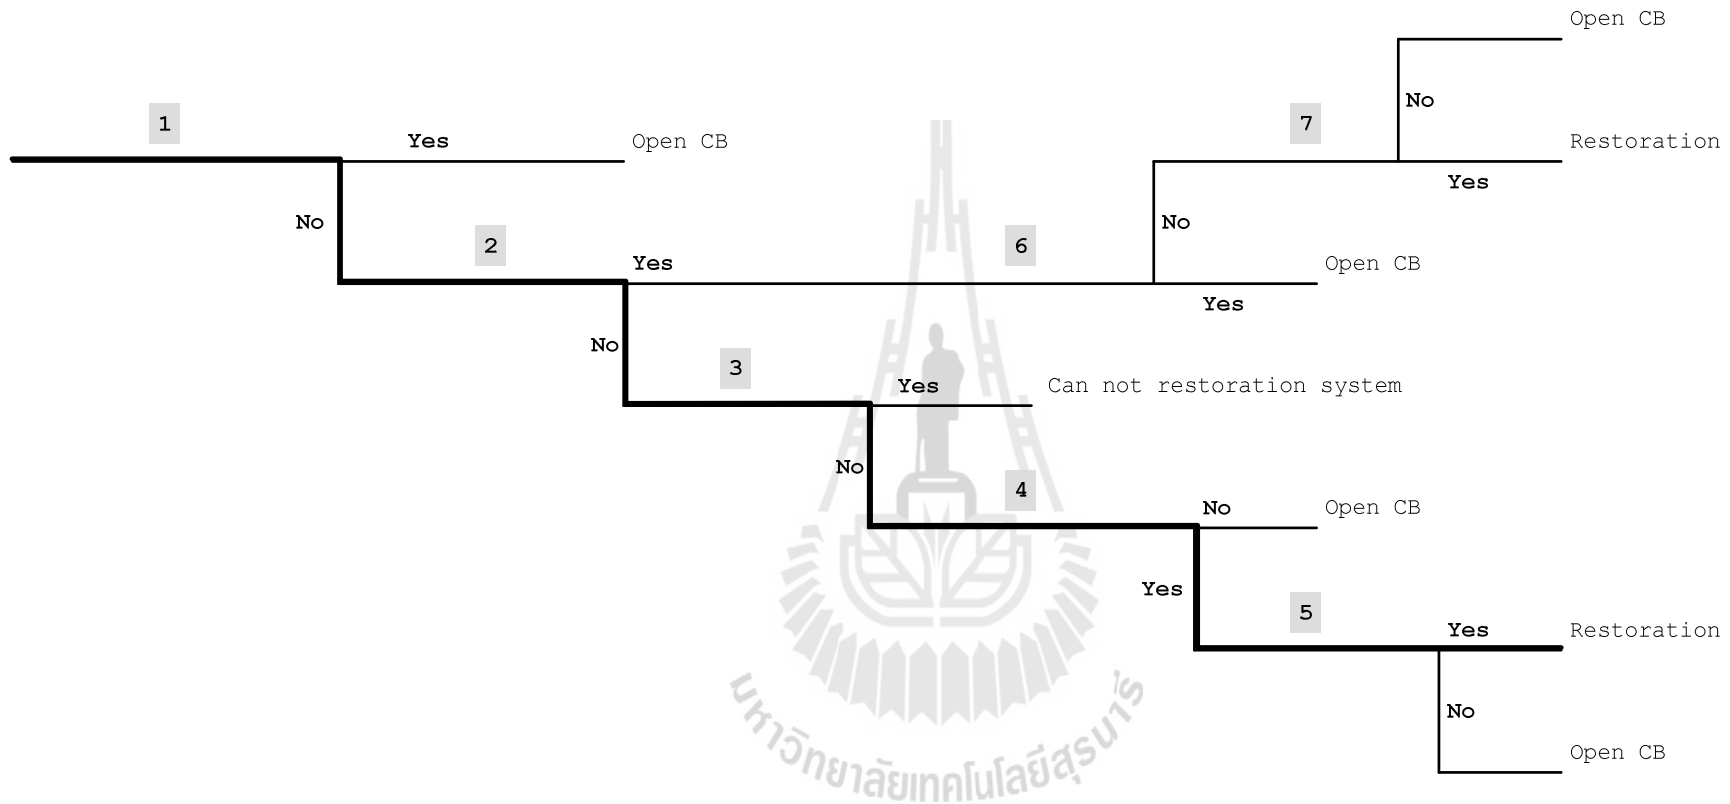 Open CB
1
7
No
Yes
Open CB
Restoration
Yes
No
2
No
6
Yes
Open CB
Yes
No
3
Yes
Can not restoration system
No
4
No
Open CB
Yes
5
Yes
Restoration
No
Open CB
มหาวิทยาลัยเทคโนโลยีสุรนารี